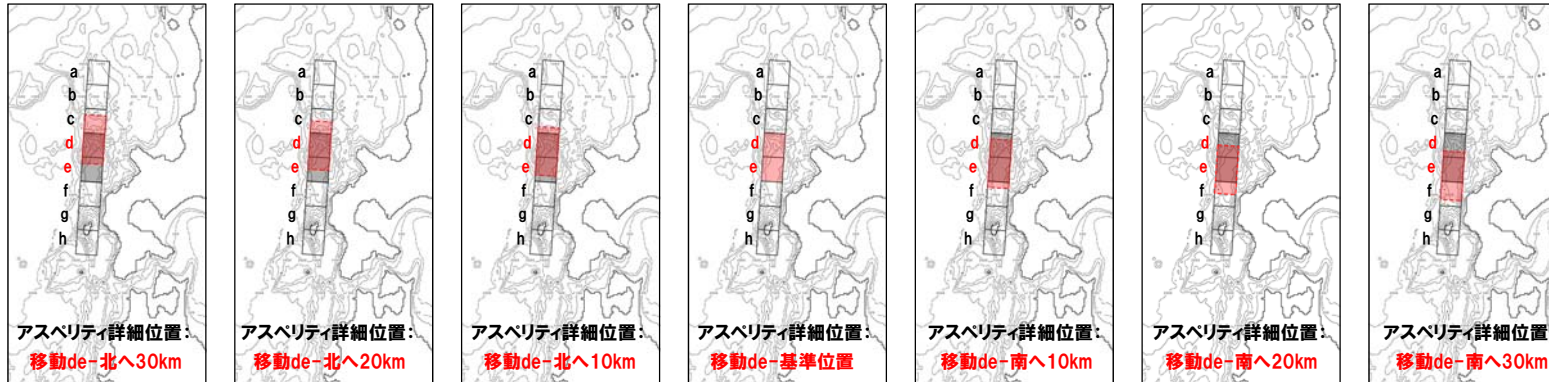 a
b
c
d
e
f
g
h
アスペリティ詳細位置:
移動de-北へ30km
a
b
c
d
e
f
g
h
アスペリティ詳細位置:
移動de-北へ20km
a
b
c
d
e
f
g
h
アスペリティ詳細位置:
移動de-北へ10km
a
b
c
d
e
f
g
h
アスペリティ詳細位置:
移動de-基準位置
a
b
c
d
e
f
g
h
アスペリティ詳細位置:
移動de-南へ10km
a
b
c
d
e
f
g
h
アスペリティ詳細位置:
移動de-南へ20km
a
b
c
d
e
f
g
h
アスペリティ詳細位置:
移動de-南へ30km